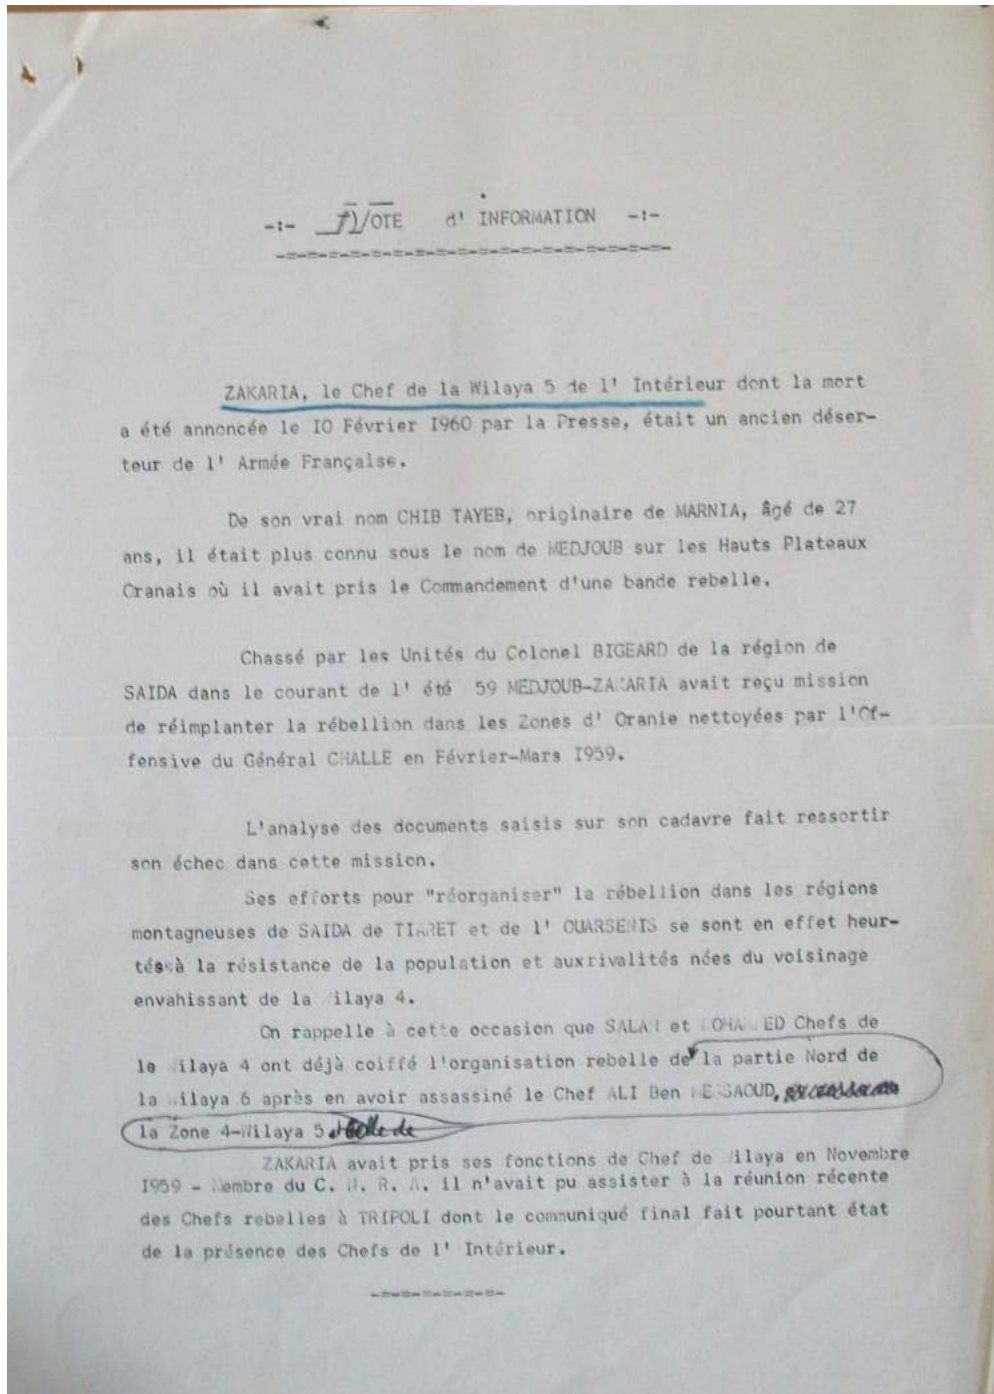 -:- NOTE d' INFORMATION -:-
-=-=-=-=-=-=-=-=-=-=-=-=-=-=-=-=-=-
ZAKARIA, le Chef de la Wilaya 5 de l' Intérieur dont la mort
a été annoncée le IO Février I960 par la Presse, était un ancien déser-
teur de l' Armée Française.
De son vrai nom CHIB TAYEB, originaire de MARNIA, âgé de 27
ans, il était plus connu sous le nom de MEDJOUB sur les Hauts Plateaux
Oranais où il avait pris le Commandement d'une bande rebelle.
Chassé par les Unités du Colonel BIGEARD de la région de
SAIDA dans le courant de l' été 59 MEDJOUB-ZAKARIA avait reçu mission
de réimplanter la rébellion dans les Zones d' Oranie nettoyées par l'Of-
fensive du Général CHALLE en Février-Mars I959.
L'analyse des documents saisis sur son cadavre fait ressortir
son échec dans cette mission.
Ses efforts pour "réorganiser" la rébellion dans les régions
montagneuses de SAIDA de TIARET et de l' OUARSENIS se sont en effet heur-
tés à la résistance de la population et auxrivalités nées du voisinage
envahissant de la Wilaya 4.
On rappelle à cette occasion que SALAH et MOHAMED Chefs de
la Wilaya 4 ont déjà coiffé l'organisation rebelle de la partie Nord de
la Wilaya 6 après en avoir assassiné le Chef ALI Ben MESSAOUD,
la Zone 4-Wilaya 5 et celle de
ZAKARIA avait pris ses fonctions de Chef de Wilaya en Novembre
I959 - Membre du C. N. R. A. il n'avait pu assister à la réunion récente
des Chefs rebelles à TRIPOLI dont le communiqué final fait pourtant état
de la présence des Chefs de l' Intérieur.
-=-=-=-=-=-=-